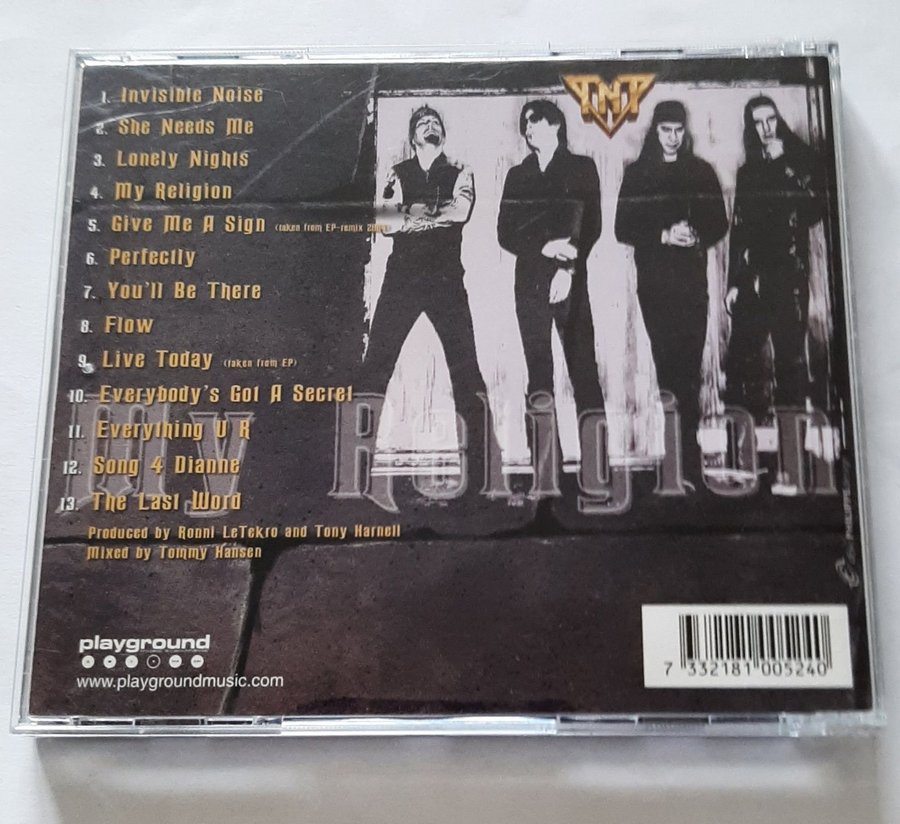 TNT
1. Invisible Noise
2. She Needs Me
3. Lonely Nights
4. My Religion
5. Give Me A Sign (taken from EP-remix
6. Perfectly
7. You'll Be There
8. Flow
9. Live Today (taken from EP)
10. Everybody's Got A Secret
11. Everything U R
12. Song 4 Dianne
13. The Last Word
My Religion
Produced by Ronni LeTekro and Tony Harnell
Mixed by Tommy Hansen
playground
www.playgroundmusic.com
7 332181 005240